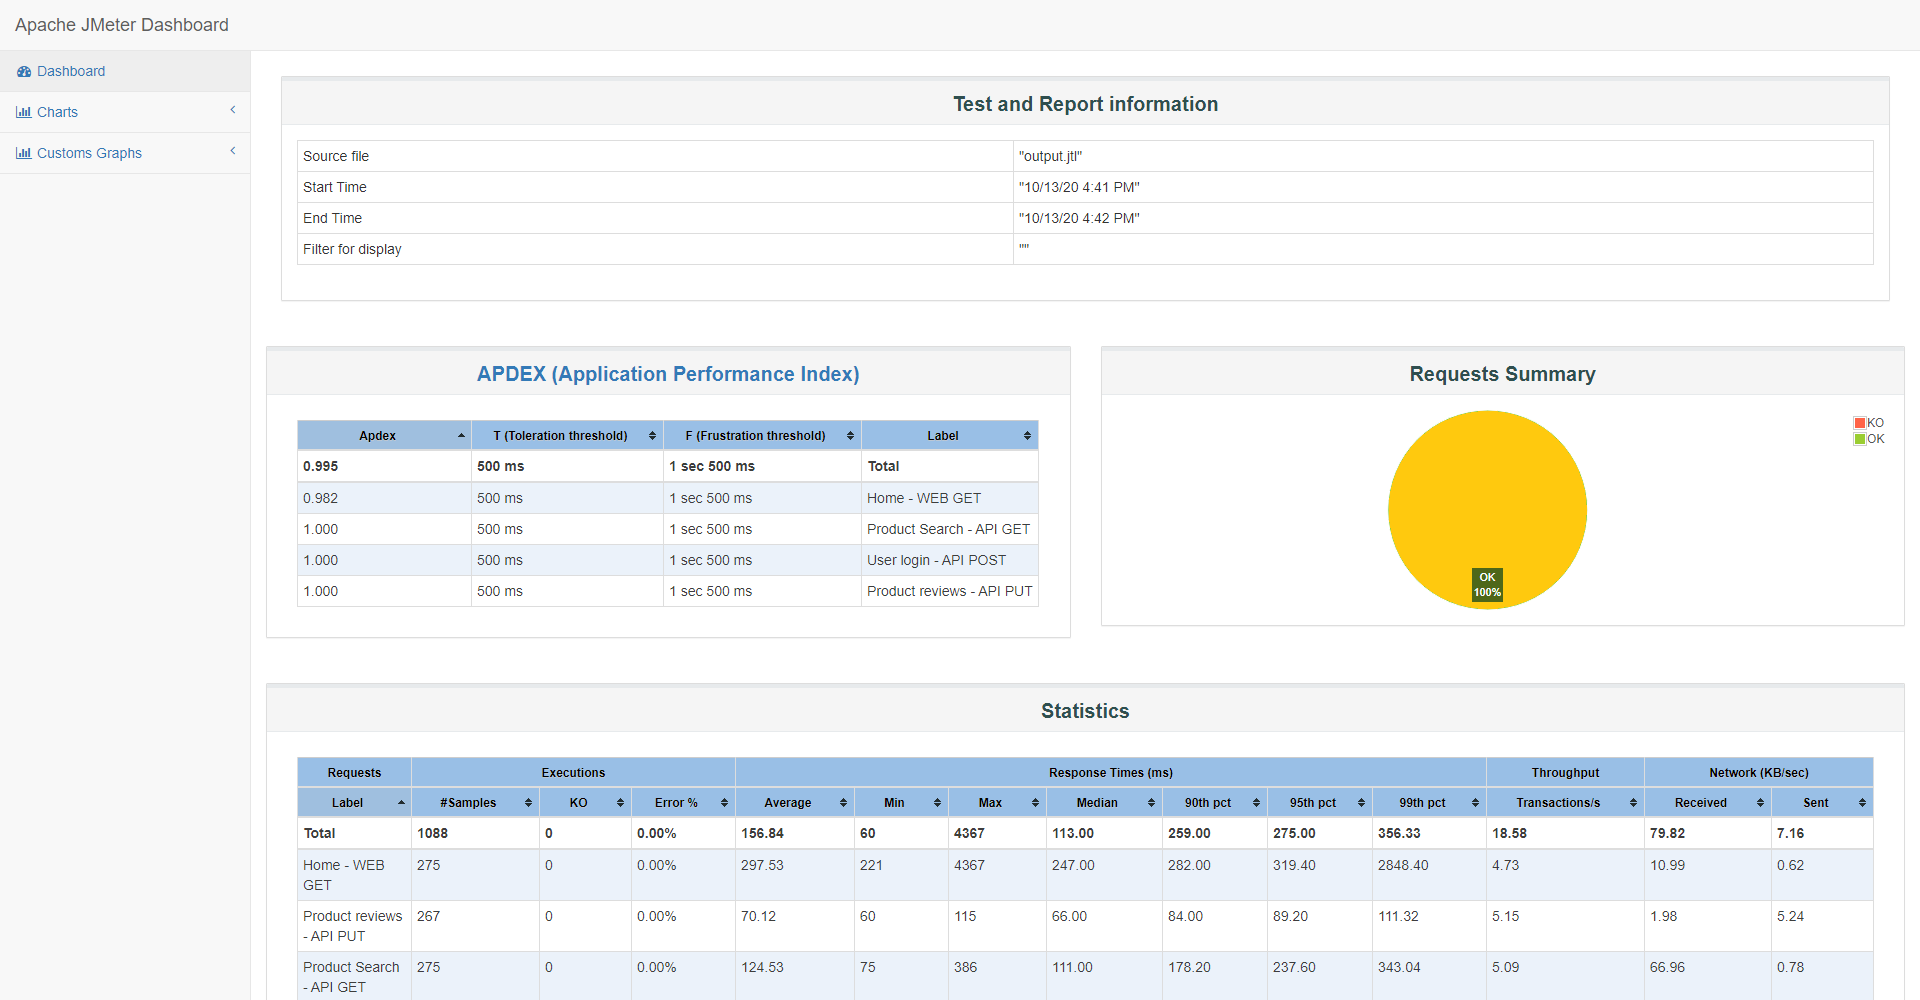 Apache JMeter Dashboard
Dashboard
Charts
Customs Graphs
Test and Report information
Source file "output.jtl"
Start Time "10/13/20 4:41 PM"
End Time "10/13/20 4:42 PM"
Filter for display ""
APDEX (Application Performance Index)
Apdex T (Toleration threshold) F (Frustration threshold) Label
0.995 500 ms 1 sec 500 ms Total
0.982 500 ms 1 sec 500 ms Home - WEB GET
1.000 500 ms 1 sec 500 ms Product Search - API GET
1.000 500 ms 1 sec 500 ms User login - API POST
1.000 500 ms 1 sec 500 ms Product reviews - API PUT
Requests Summary
KO
OK
OK
100%
Statistics
Requests Executions Response Times (ms) Throughput Network (KB/sec)
Label #Samples KO Error % Average Min Max Median 90th pct 95th pct 99th pct Transactions/s Received Sent
Total 1088 0 0.00% 156.84 60 4367 113.00 259.00 275.00 356.33 18.58 79.82 7.16
Home - WEB 275 0 0.00% 297.53 221 4367 247.00 282.00 319.40 2848.40 4.73 10.99 0.62
GET
Product reviews 267 0 0.00% 70.12 60 115 66.00 84.00 89.20 111.32 5.15 1.98 5.24
- API PUT
Product Search 275 0 0.00% 124.53 75 386 111.00 178.20 237.60 343.04 5.09 66.96 0.78
- API GET